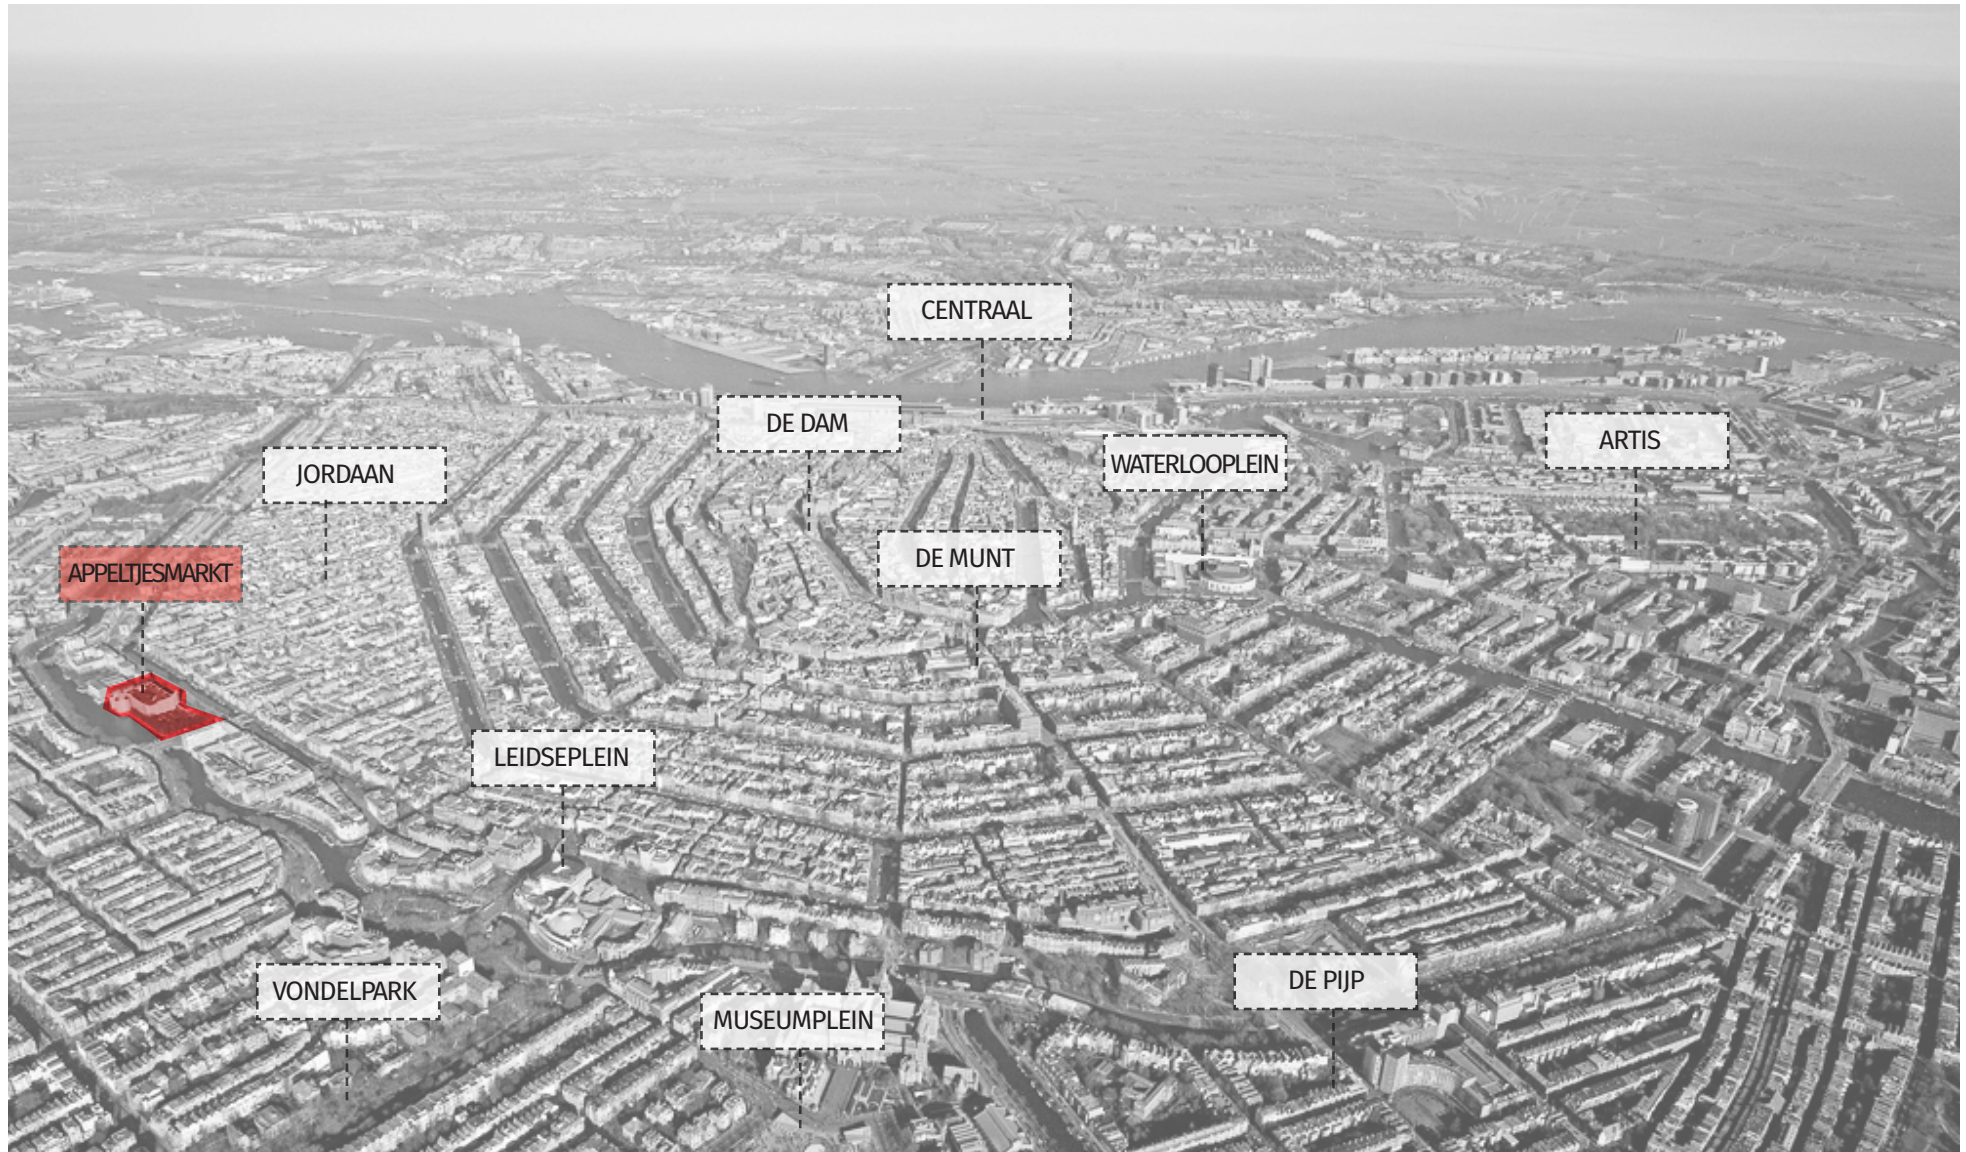 CENTRAAL
DE DAM
ARTIS
WATERLOOPLEIN
JORDAAN
DE MUNT
APPELTJESMARKT
LEIDSEPLEIN
DE PIJP
VONDELPARK
MUSEUMPLEIN